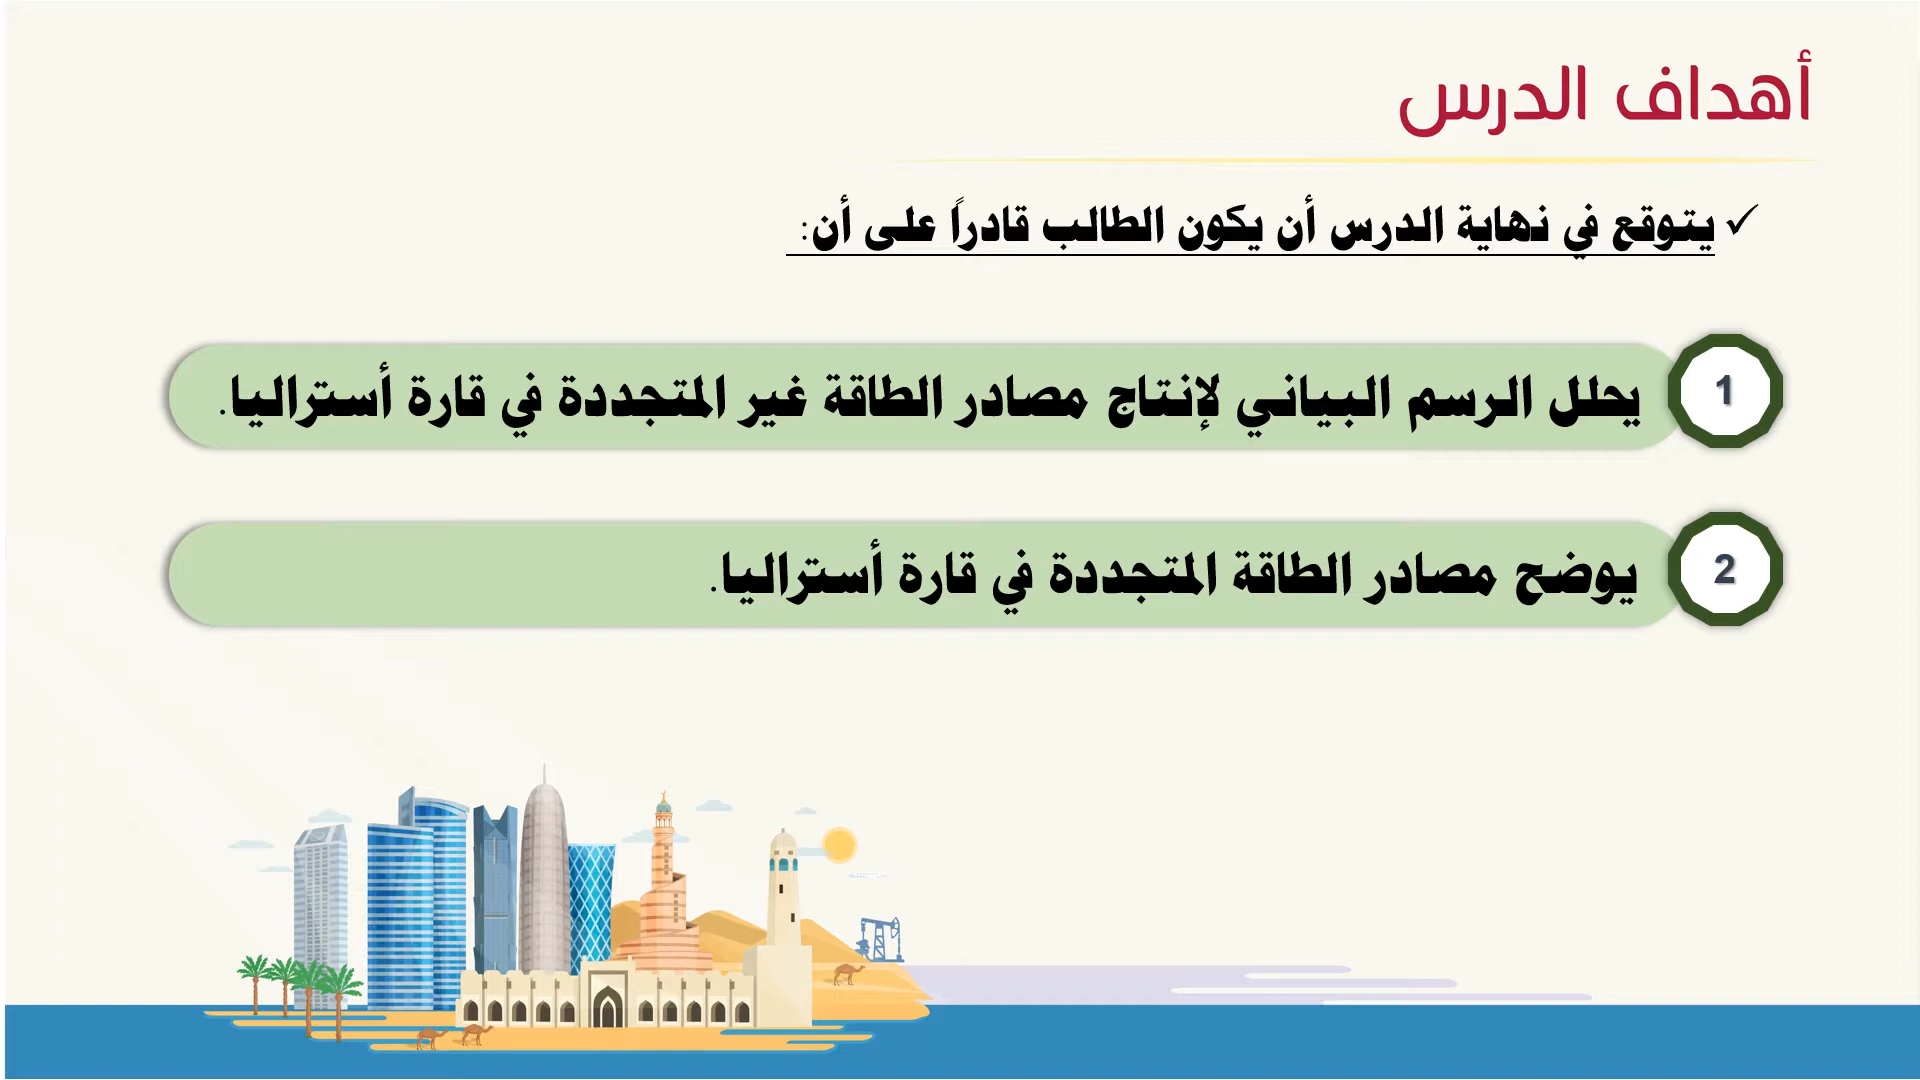 أهداف الدرس
✓ يتوقع في نهاية الدرس أن يكون الطالب قادراً على أن:
1 يحلل الرسم البياني لإنتاج مصادر الطاقة غير المتجددة في قارة أستراليا.
2 يوضح مصادر الطاقة المتجددة في قارة أستراليا.